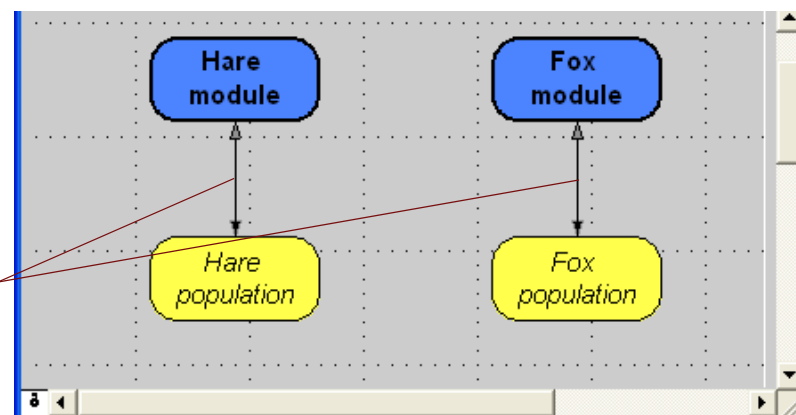 Hare
module
Fox
module
Hare
population
Fox
population